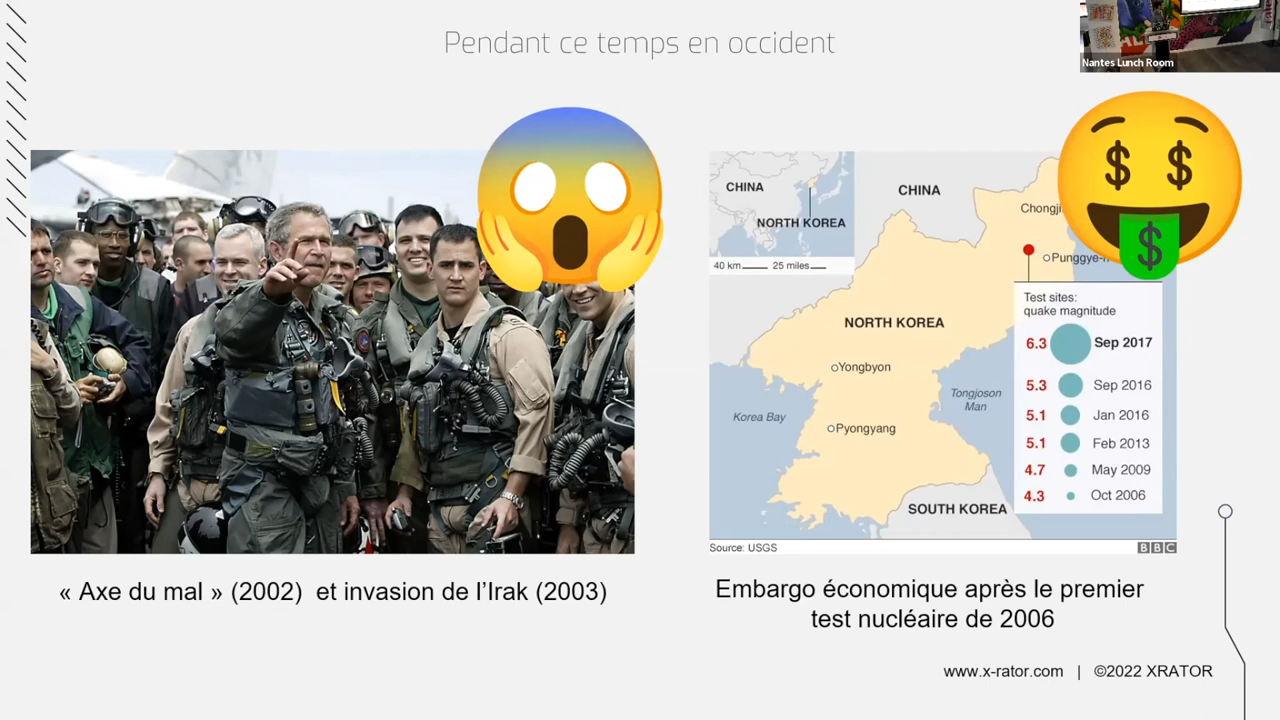 Pendant ce temps en occident
Nantes Lunch Room
CHINA
NORTH KOREA
40 km
25 miles
CHINA
Chongji
Punggye-r
NORTH KOREA
Yongbyon
Korea Bay
Pyongyang
Tongjoson
Man
SOUTH KOREA
Test sites:
quake magnitude
6.3 Sep 2017
5.3 Sep 2016
5.1 Jan 2016
5.1 Feb 2013
4.7 May 2009
4.3 Oct 2006
Source: USGS
BBC
« Axe du mal » (2002) et invasion de l’Irak (2003)
Embargo économique après le premier
test nucléaire de 2006
www.x-rator.com | ©2022 XRATOR